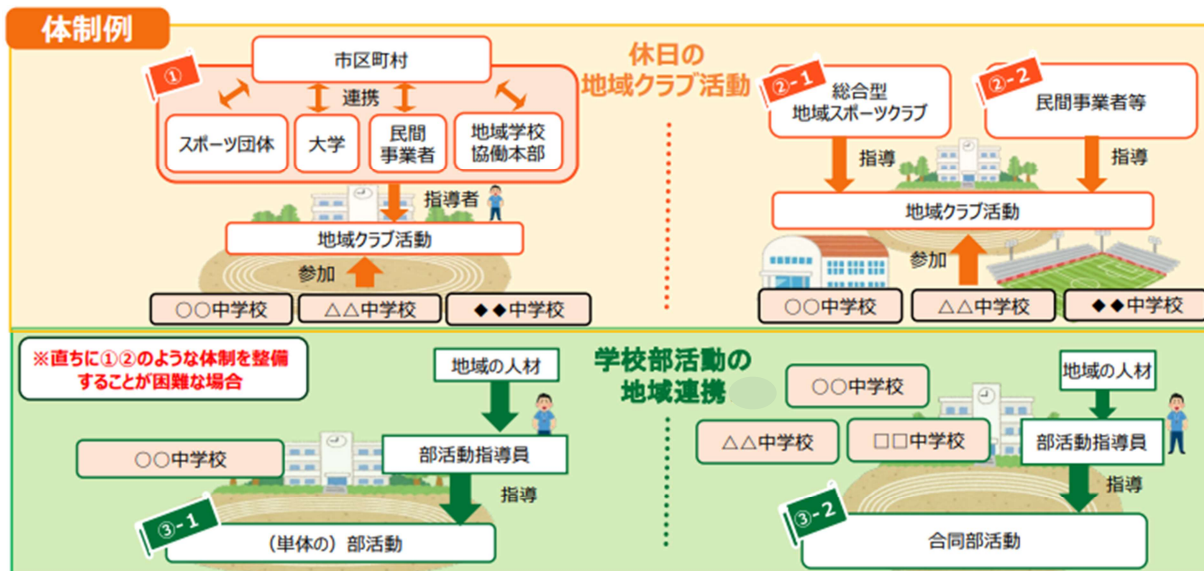 体制例
休日の
地域クラブ活動
①
市区町村
連携
スポーツ団体
大学
民間
事業者
地域学校
協働本部
指導者
地域クラブ活動
参加
○○中学校
△△中学校
◆◆中学校
②-1
総合型
地域スポーツクラブ
②-2
民間事業者等
指導
指導
地域クラブ活動
参加
○○中学校
△△中学校
◆◆中学校
※直ちに①②のような体制を整備
することが困難な場合
学校部活動の
地域連携
地域の人材
○○中学校
部活動指導員
指導
③-1
（単体の）部活動
地域の人材
○○中学校
△△中学校
□□中学校
部活動指導員
指導
③-2
合同部活動